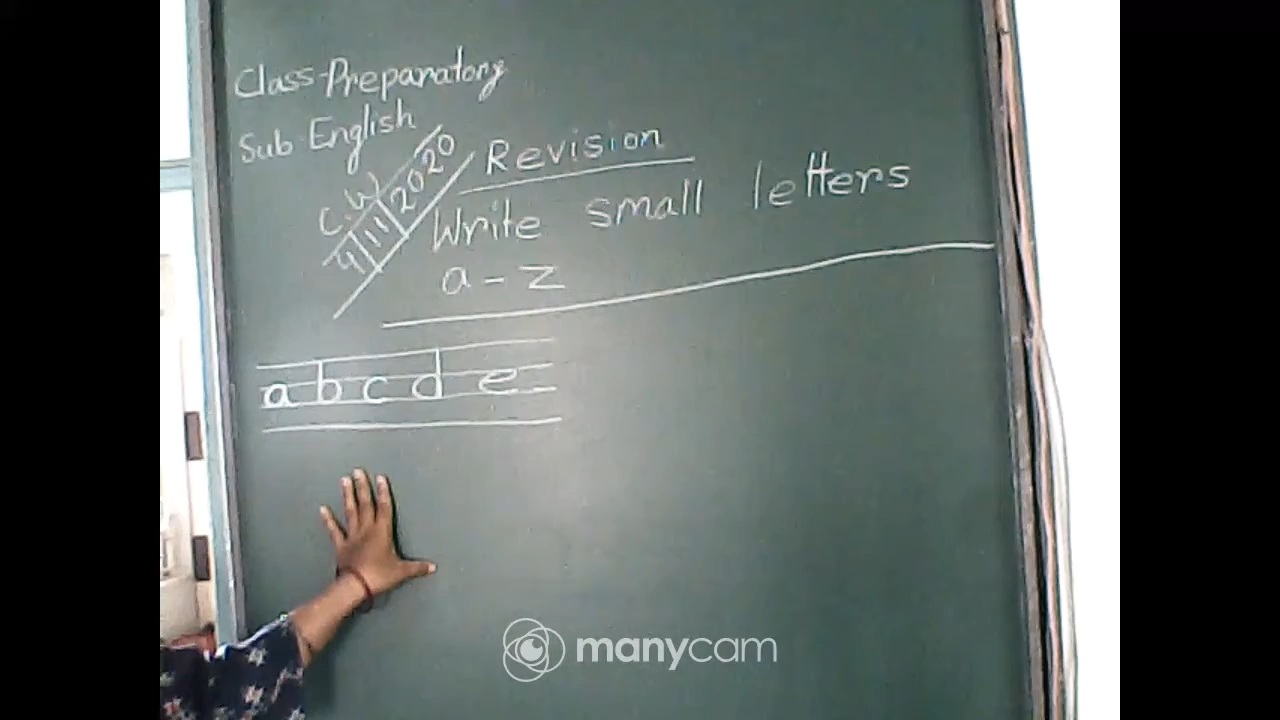 Class-Preparatory
Sub-English
C.W
9/11/2020
Revision
Write small letters
a-z
a b c d e
manycam